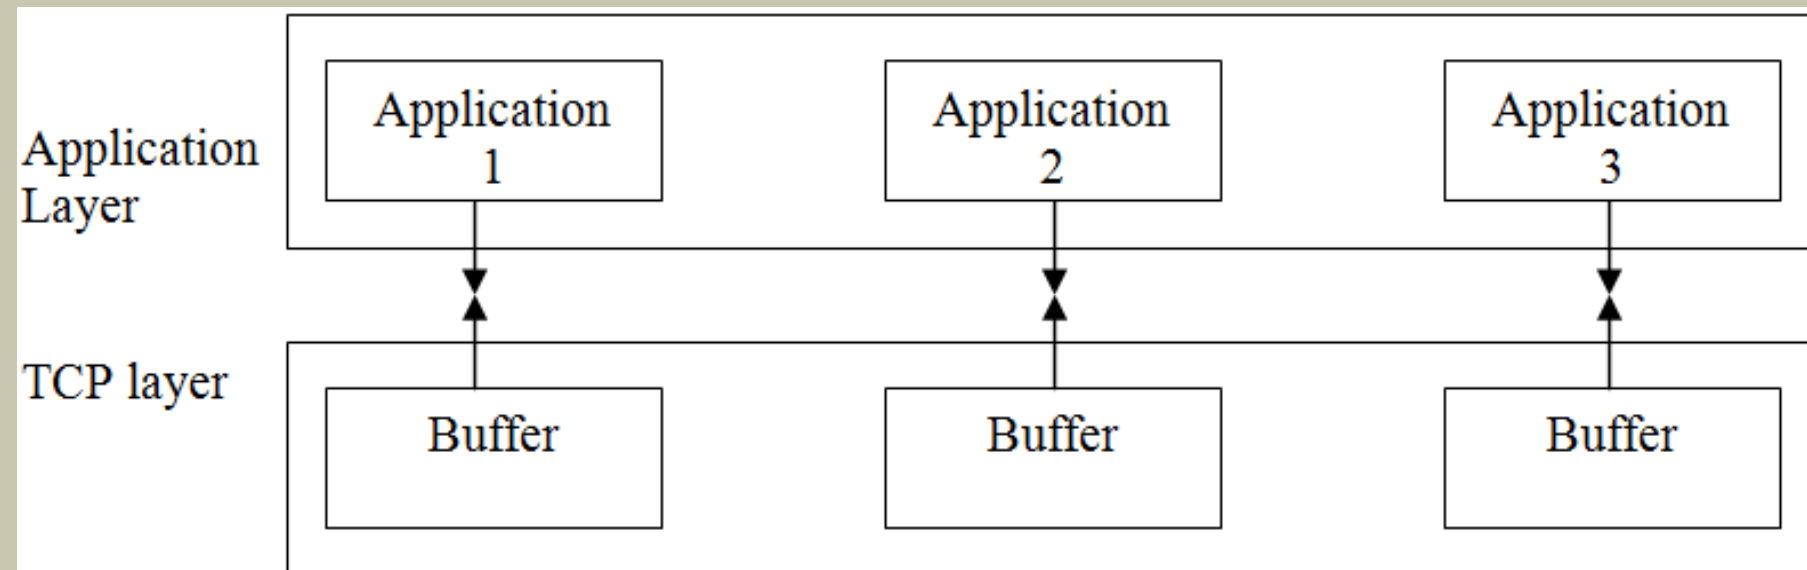 Application
1
Application
2
Application
3
Application
Layer
TCP layer
Buffer
Buffer
Buffer